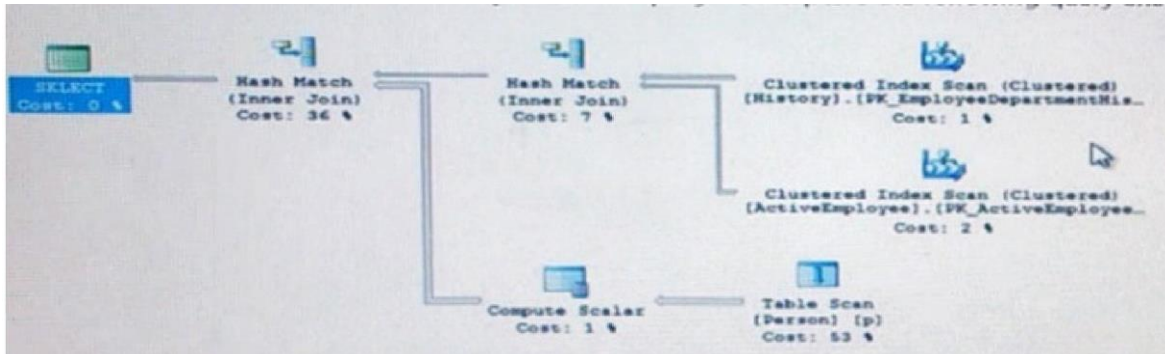 SELECT
Cost: 0 %
Hash Match
(Inner Join)
Cost: 36 %
Hash Match
(Inner Join)
Cost: 7 %
Clustered Index Scan (Clustered)
[History].[PK_EmployeeDepartmentHis…
Cost: 1 %
Clustered Index Scan (Clustered)
[ActiveEmployee].[PK_ActiveEmployee…
Cost: 2 %
Compute Scalar
Cost: 1 %
Table Scan
[Person] [p]
Cost: 53 %